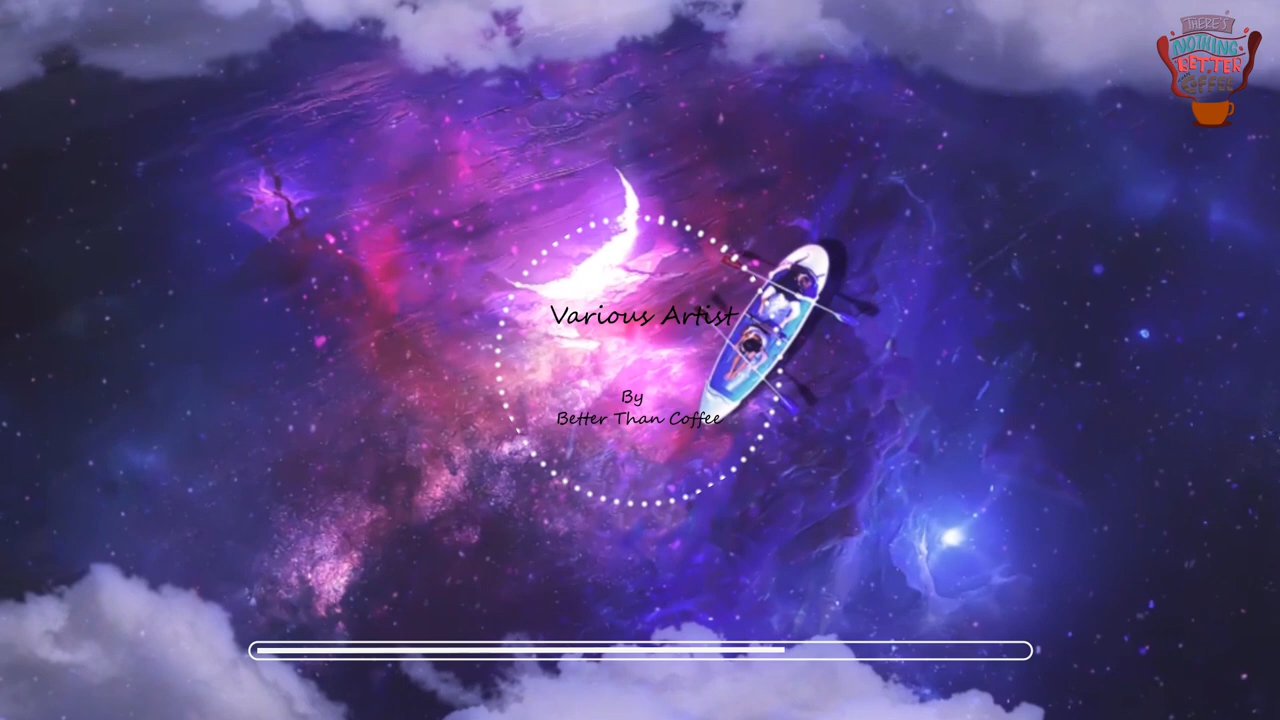 THERE'S
NOTHING
BETTER
COFFEE
Various Artist
By
Better Than Coffee